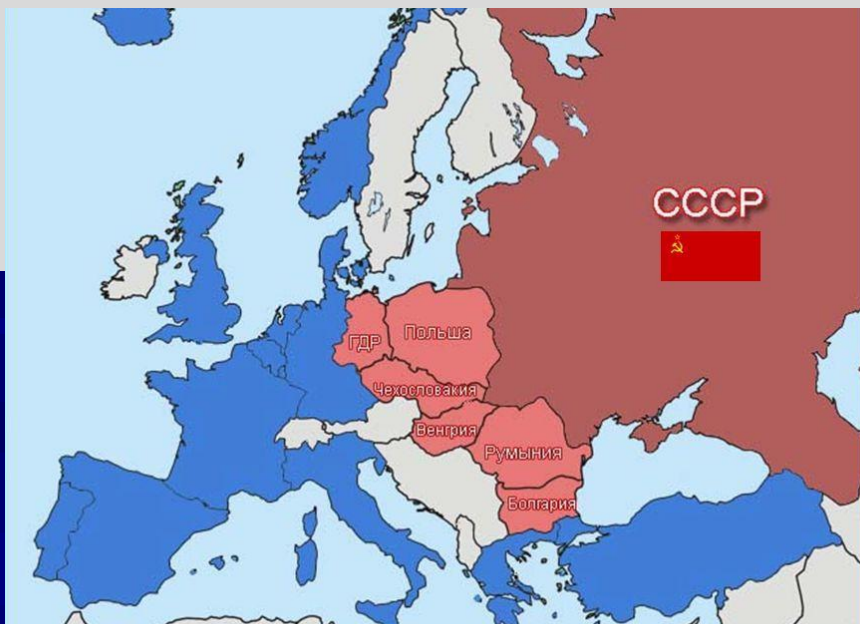 СССР
ГДР
Польша
Чехословакия
Венгрия
Румыния
Болгария